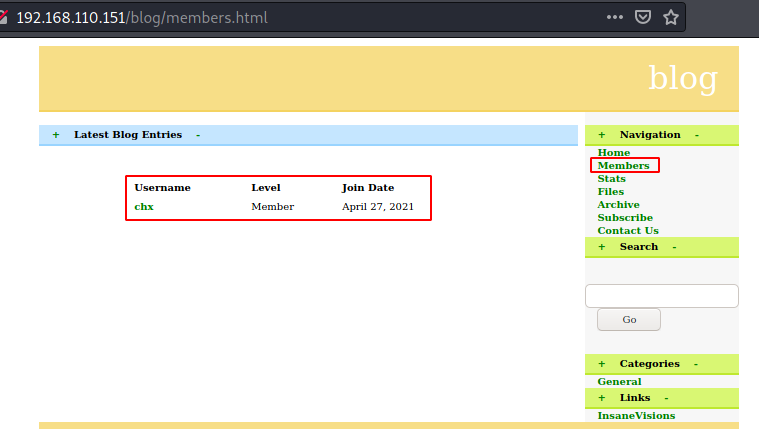 192.168.110.151/blog/members.html
blog
+ Latest Blog Entries -
Username Level Join Date
chx Member April 27, 2021
+ Navigation -
Home
Members
Stats
Files
Archive
Subscribe
Contact Us
+ Search -
Go
+ Categories -
General
+ Links -
InsaneVisions